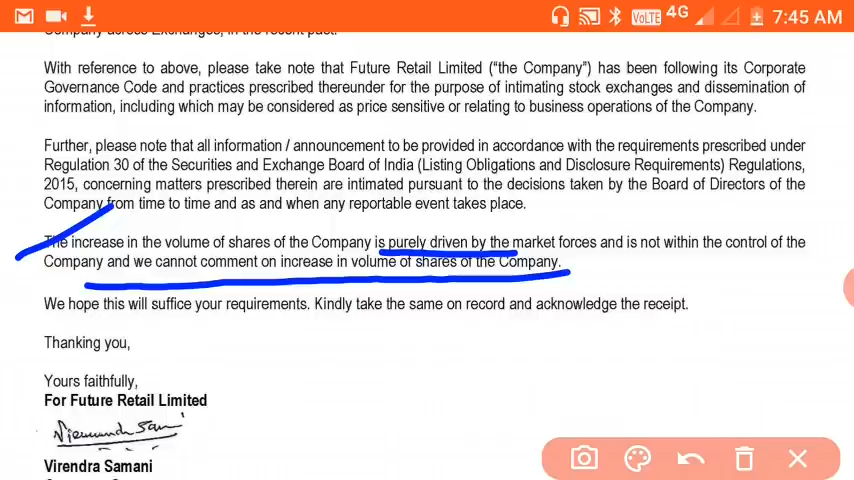 VoLTE 4G 7:45 AM
Company across Exchanges, in the recent past.
With reference to above, please take note that Future Retail Limited (“the Company”) has been following its Corporate
Governance Code and practices prescribed thereunder for the purpose of intimating stock exchanges and dissemination of
information, including which may be considered as price sensitive or relating to business operations of the Company.
Further, please note that all information / announcement to be provided in accordance with the requirements prescribed under
Regulation 30 of the Securities and Exchange Board of India (Listing Obligations and Disclosure Requirements) Regulations,
2015, concerning matters prescribed therein are intimated pursuant to the decisions taken by the Board of Directors of the
Company from time to time and as and when any reportable event takes place.
The increase in the volume of shares of the Company is purely driven by the market forces and is not within the control of the
Company and we cannot comment on increase in volume of shares of the Company.
We hope this will suffice your requirements. Kindly take the same on record and acknowledge the receipt.
Thanking you,
Yours faithfully,
For Future Retail Limited
Virendra Samani